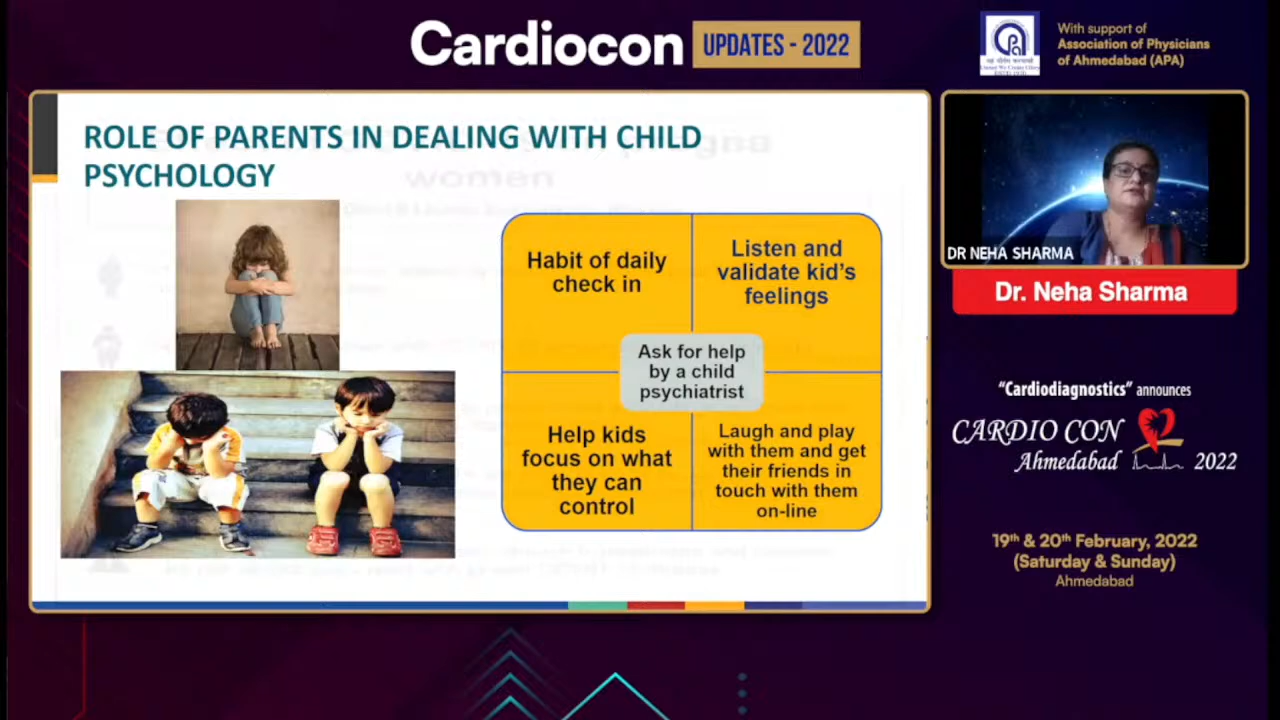 Cardiocon UPDATES - 2022
With support of
Association of Physicians
of Ahmedabad (APA)
ROLE OF PARENTS IN DEALING WITH CHILD
PSYCHOLOGY
women
Habit of daily
check in
Listen and
validate kid's
feelings
Ask for help
by a child
psychiatrist
Help kids
focus on what
they can
control
Laugh and play
with them and get
their friends in
touch with them
on-line
DR NEHA SHARMA
Dr. Neha Sharma
"Cardiodiagnostics" announces
CARDIO CON
Ahmedabad 2022
19th & 20th February, 2022
(Saturday & Sunday)
Ahmedabad